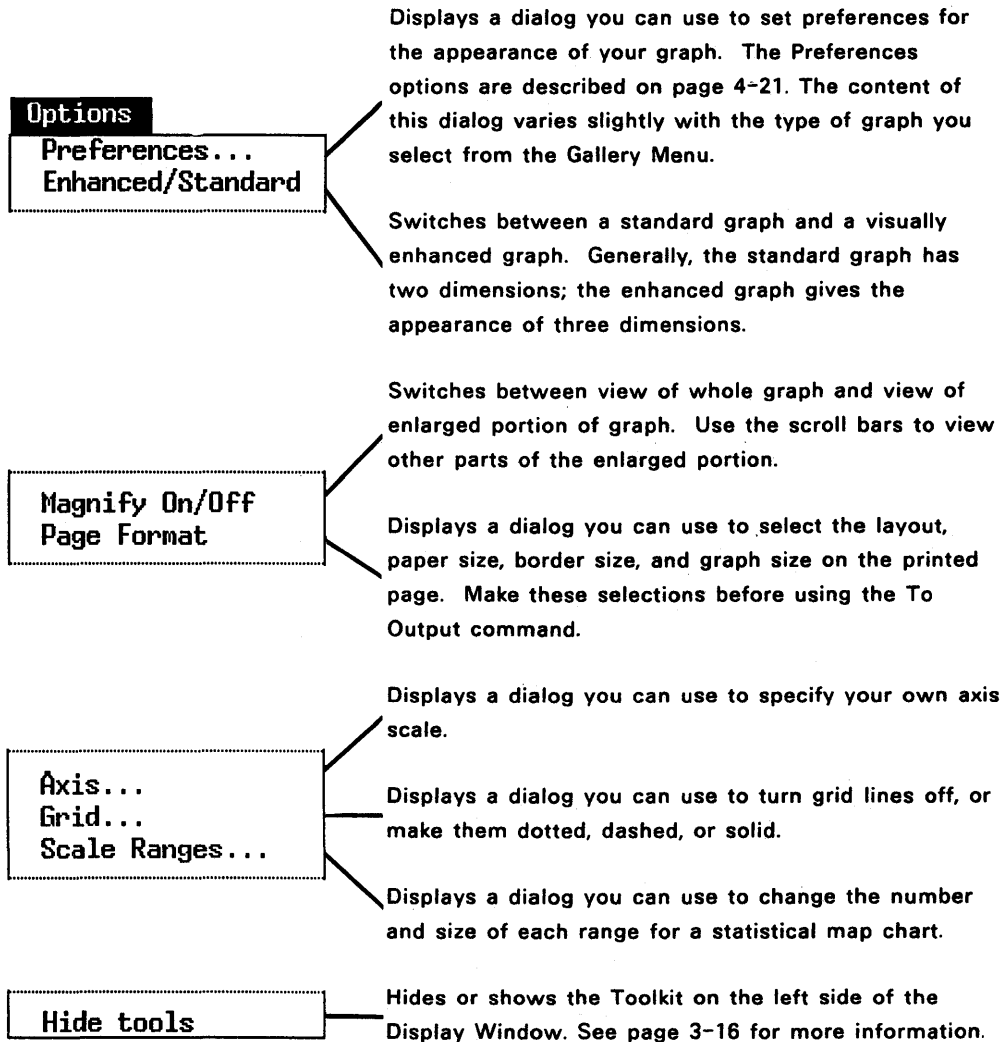 Displays a dialog you can use to set preferences for
the appearance of your graph. The Preferences
options are described on page 4-21. The content of
this dialog varies slightly with the type of graph you
select from the Gallery Menu.
Options
Preferences...
Enhanced/Standard
Switches between a standard graph and a visually
enhanced graph. Generally, the standard graph has
two dimensions; the enhanced graph gives the
appearance of three dimensions.
Switches between view of whole graph and view of
enlarged portion of graph. Use the scroll bars to view
other parts of the enlarged portion.
Magnify On/Off
Page Format
Displays a dialog you can use to select the layout,
paper size, border size, and graph size on the printed
page. Make these selections before using the To
Output command.
Displays a dialog you can use to specify your own axis
scale.
Axis...
Grid...
Scale Ranges...
Displays a dialog you can use to turn grid lines off, or
make them dotted, dashed, or solid.
Displays a dialog you can use to change the number
and size of each range for a statistical map chart.
Hide tools
Hides or shows the Toolkit on the left side of the
Display Window. See page 3-16 for more information.